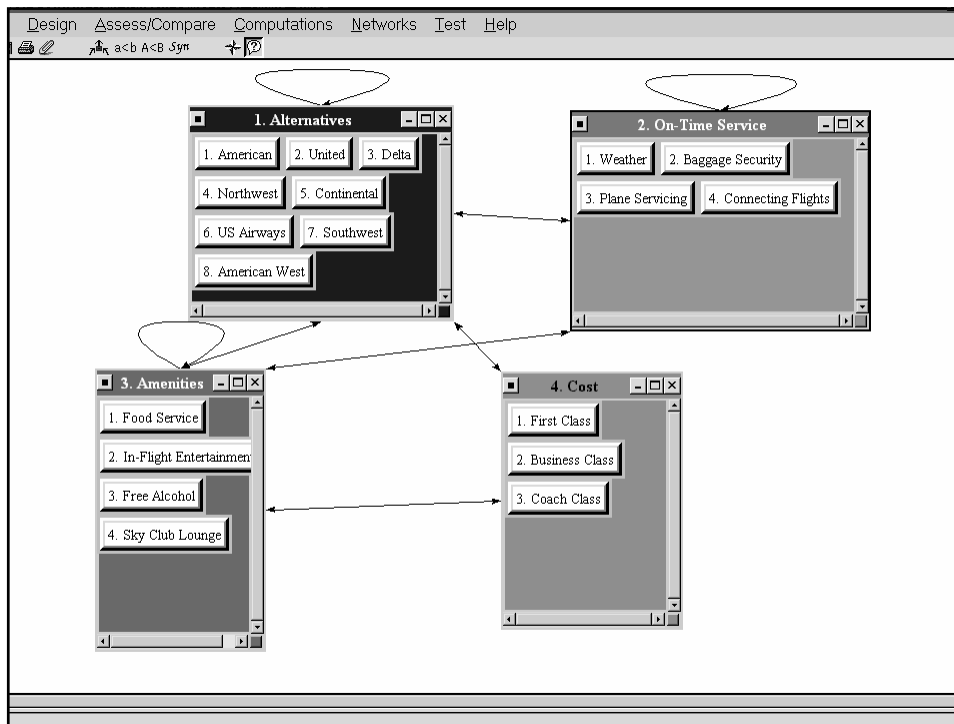 Design Assess/Compare Computations Networks Test Help
a<b A<B Syn
1. Alternatives
1. American 2. United 3. Delta
4. Northwest 5. Continental
6. US Airways 7. Southwest
8. American West
2. On-Time Service
1. Weather 2. Baggage Security
3. Plane Servicing 4. Connecting Flights
3. Amenities
1. Food Service
2. In-Flight Entertainmen
3. Free Alcohol
4. Sky Club Lounge
4. Cost
1. First Class
2. Business Class
3. Coach Class